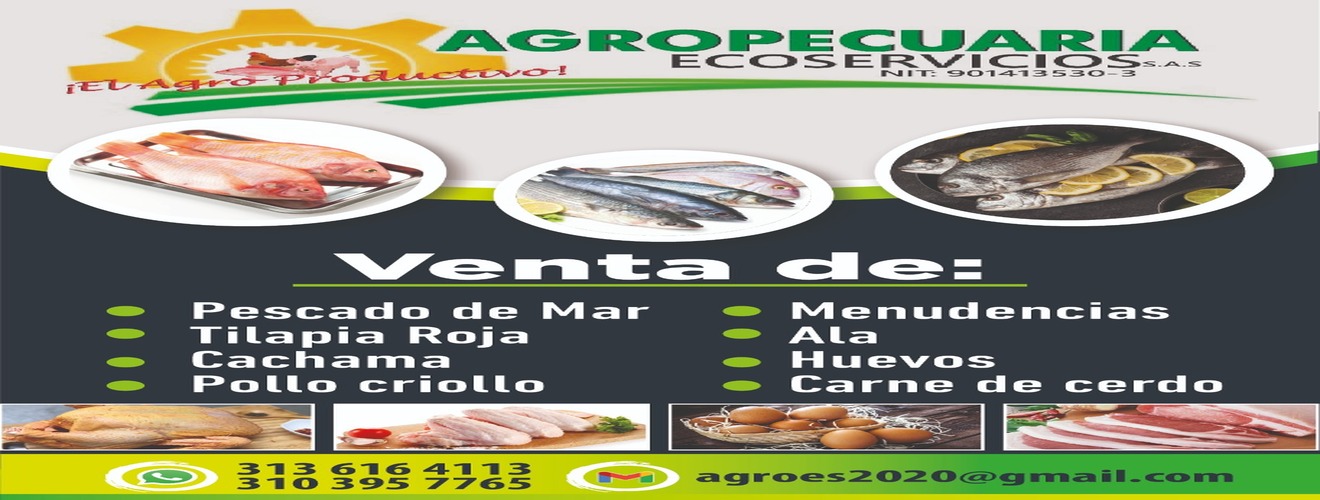 AGROPECUARIA
ECOSERVICIOS S.A.S
NIT: 901413530-3
¡El Agro Productivo!
Venta de:
Pescado de Mar
Tilapia Roja
Cachama
Pollo criollo
Menudencias
Ala
Huevos
Carne de cerdo
313 616 4113
310 395 7765
agroes2020@gmail.com